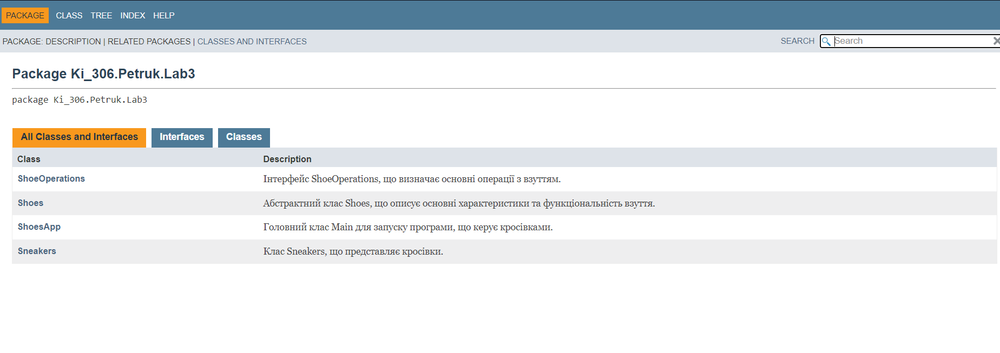 PACKAGE CLASS TREE INDEX HELP
PACKAGE: DESCRIPTION | RELATED PACKAGES | CLASSES AND INTERFACES SEARCH Search
Package Ki_306.Petruk.Lab3
package Ki_306.Petruk.Lab3
All Classes and Interfaces Interfaces Classes
Class Description
ShoeOperations Інтерфейс ShoeOperations, що визначає основні операції з взуттям.
Shoes Абстрактний клас Shoes, що описує основні характеристики та функціональність взуття.
ShoesApp Головний клас Main для запуску програми, що керує кросівками.
Sneakers Клас Sneakers, що представляє кросівки.